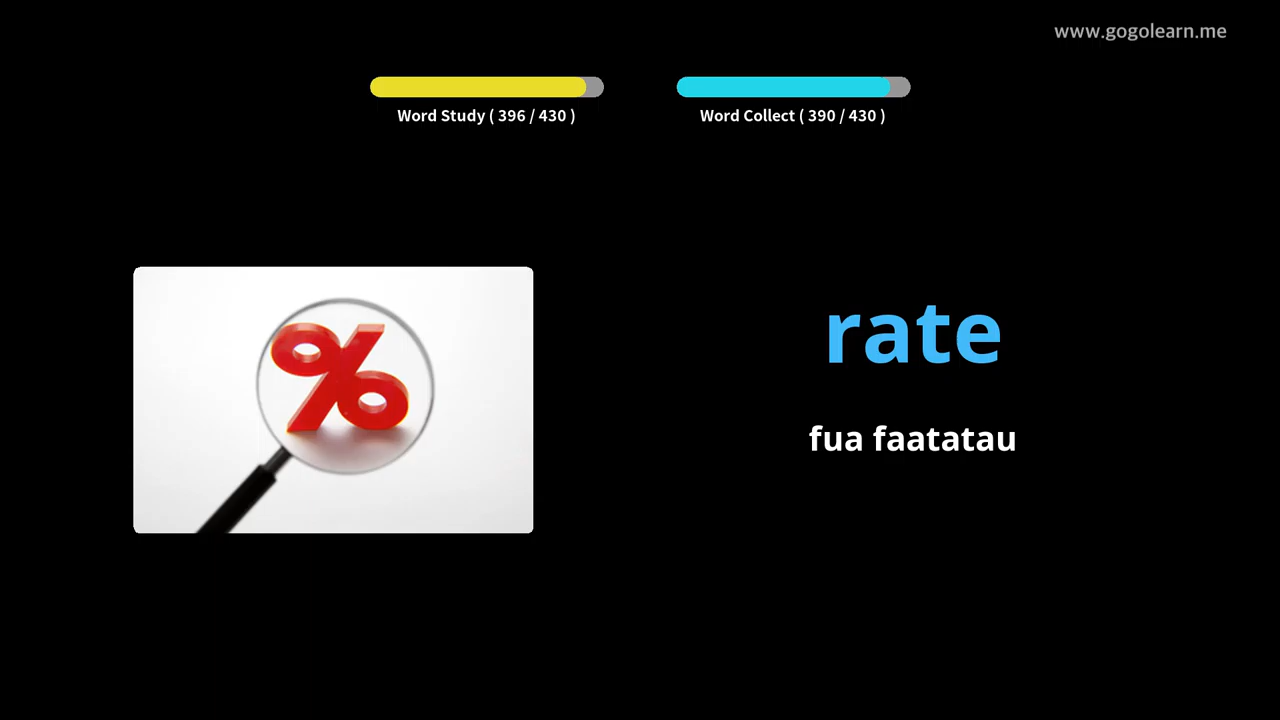 www.gogolearn.me
Word Study ( 396 / 430 )
Word Collect ( 390 / 430 )
%
rate
fua faatatau